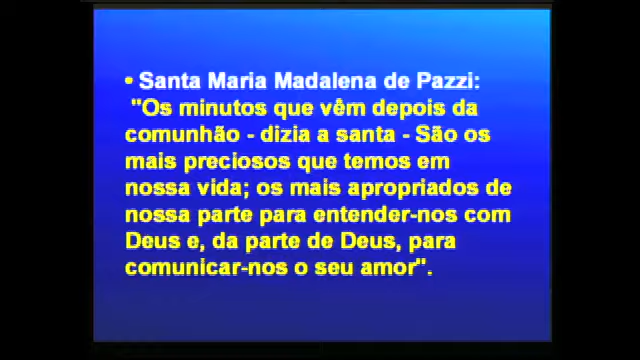 • Santa Maria Madalena de Pazzi:
"Os minutos que vêm depois da
comunhão - dizia a santa - São os
mais preciosos que temos em
nossa vida; os mais apropriados de
nossa parte para entender-nos com
Deus e, da parte de Deus, para
comunicar-nos o seu amor".